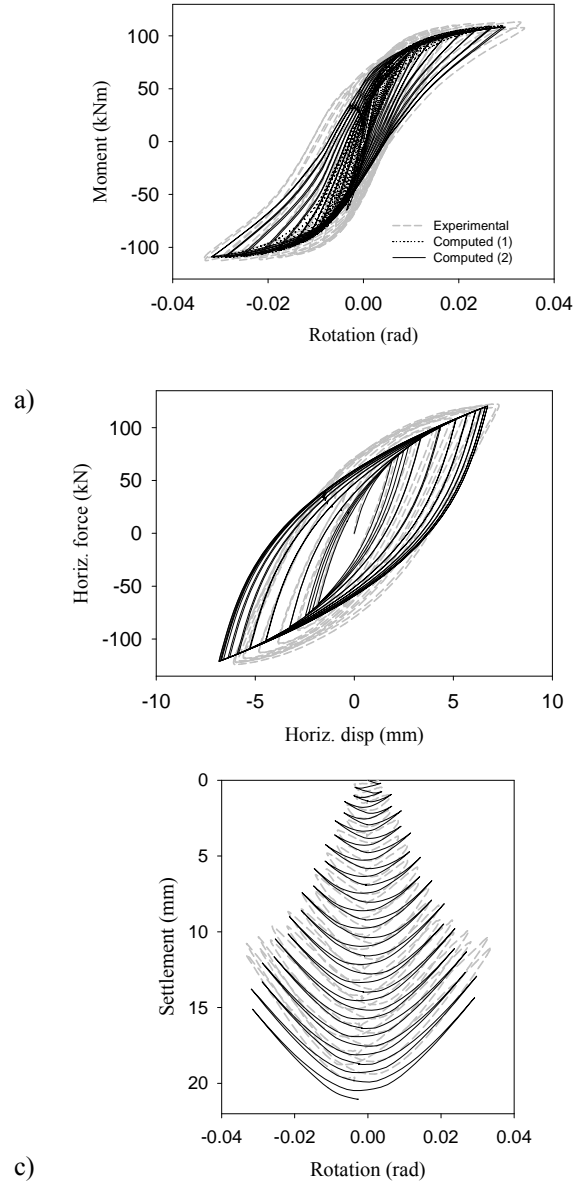 100
50
0
-50
-100
Moment (kNm)
Experimental
Computed (1)
Computed (2)
-0.04 -0.02 0.00 0.02 0.04
Rotation (rad)
a)
100
50
0
-50
-100
Horiz. force (kN)
-10 -5 0 5 10
Horiz. disp (mm)
0
5
10
15
20
Settlement (mm)
-0.04 -0.02 0.00 0.02 0.04
Rotation (rad)
c)